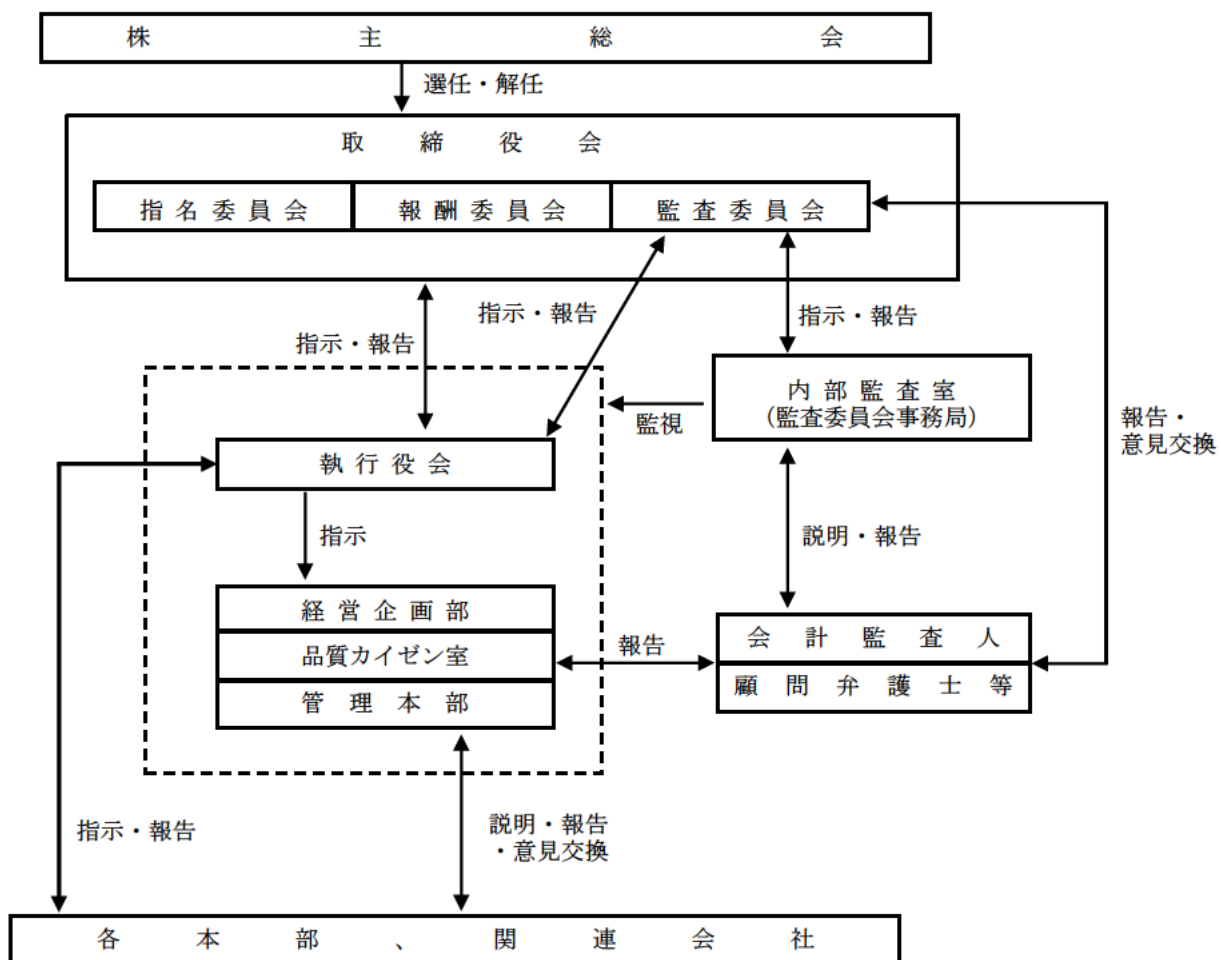 株主総会
選任・解任
取締役会
指名委員会
報酬委員会
監査委員会
指示・報告
指示・報告
指示・報告
内部監査室
(監査委員会事務局)
監視
報告・
意見交換
執行役会
指示
説明・報告
経営企画部
品質カイゼン室
管理本部
報告
会計監査人
顧問弁護士等
指示・報告
説明・報告
・意見交換
各本部、関連会社